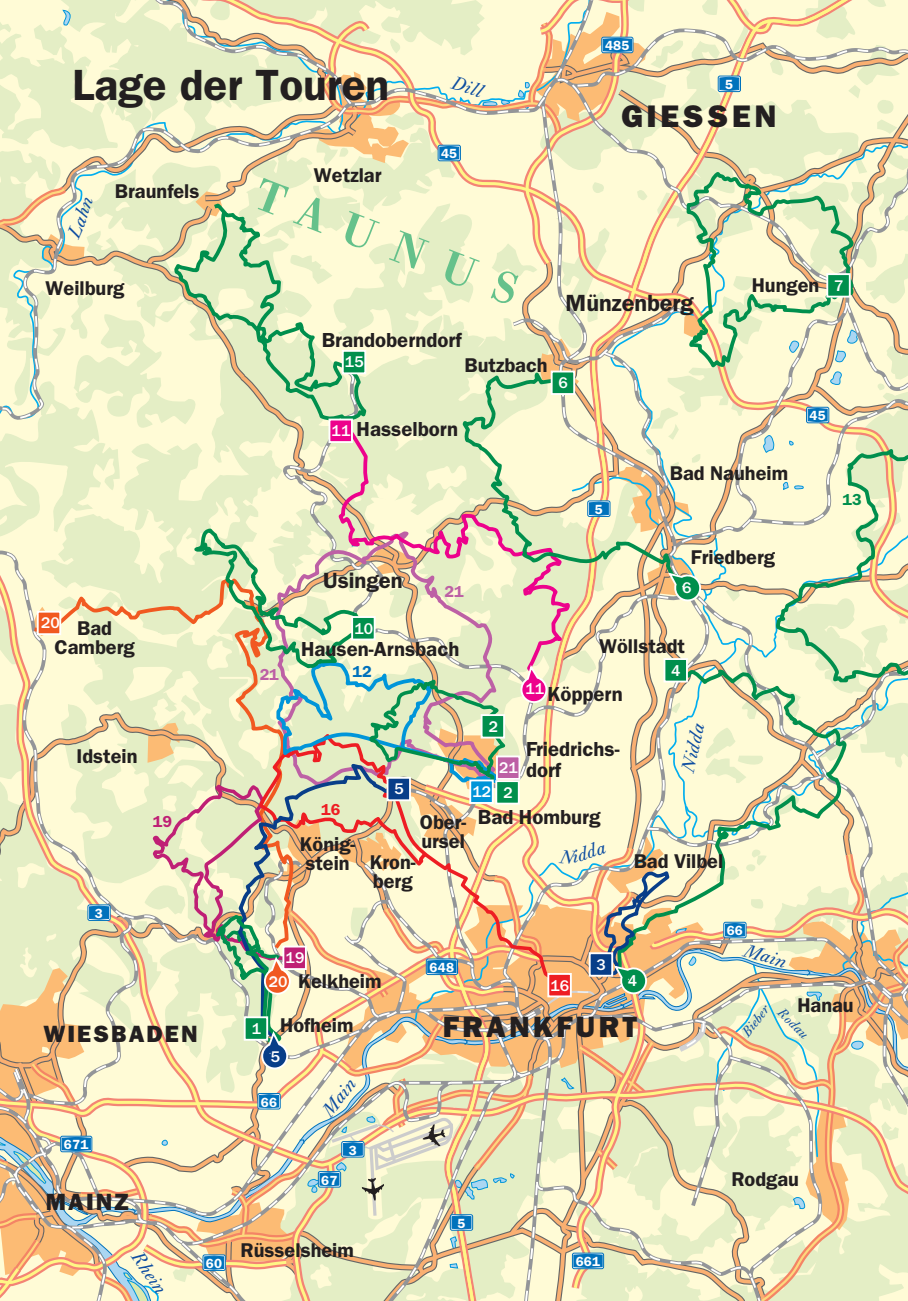 Lage der Touren
485
Dill
5
GIESSEN
45
Wetzlar
Braunfels
TAUNUS
Lahn
Weilburg
Hungen
7
Münzenberg
Brandoberndorf
15
Butzbach
6
45
11
Hasselborn
Bad Nauheim
13
5
Friedberg
6
Usingen
21
20
Bad
Camberg
10
Hausen-Arnsbach
Wöllstadt
4
21
12
11
Köppern
2
Nidda
Idstein
Friedrichs-
dorf
21
5
12
2
Bad Homburg
19
16
Ober-
ursel
König-
stein
Kron-
berg
Nidda
Bad Vilbel
3
66
19
648
3
Main
20
Kelkheim
16
4
Hanau
Bieber
Rodau
WIESBADEN
1
Hofheim
FRANKFURT
5
66
Main
671
3
67
Rodgau
MAINZ
5
Rüsselsheim
60
661
Rhein